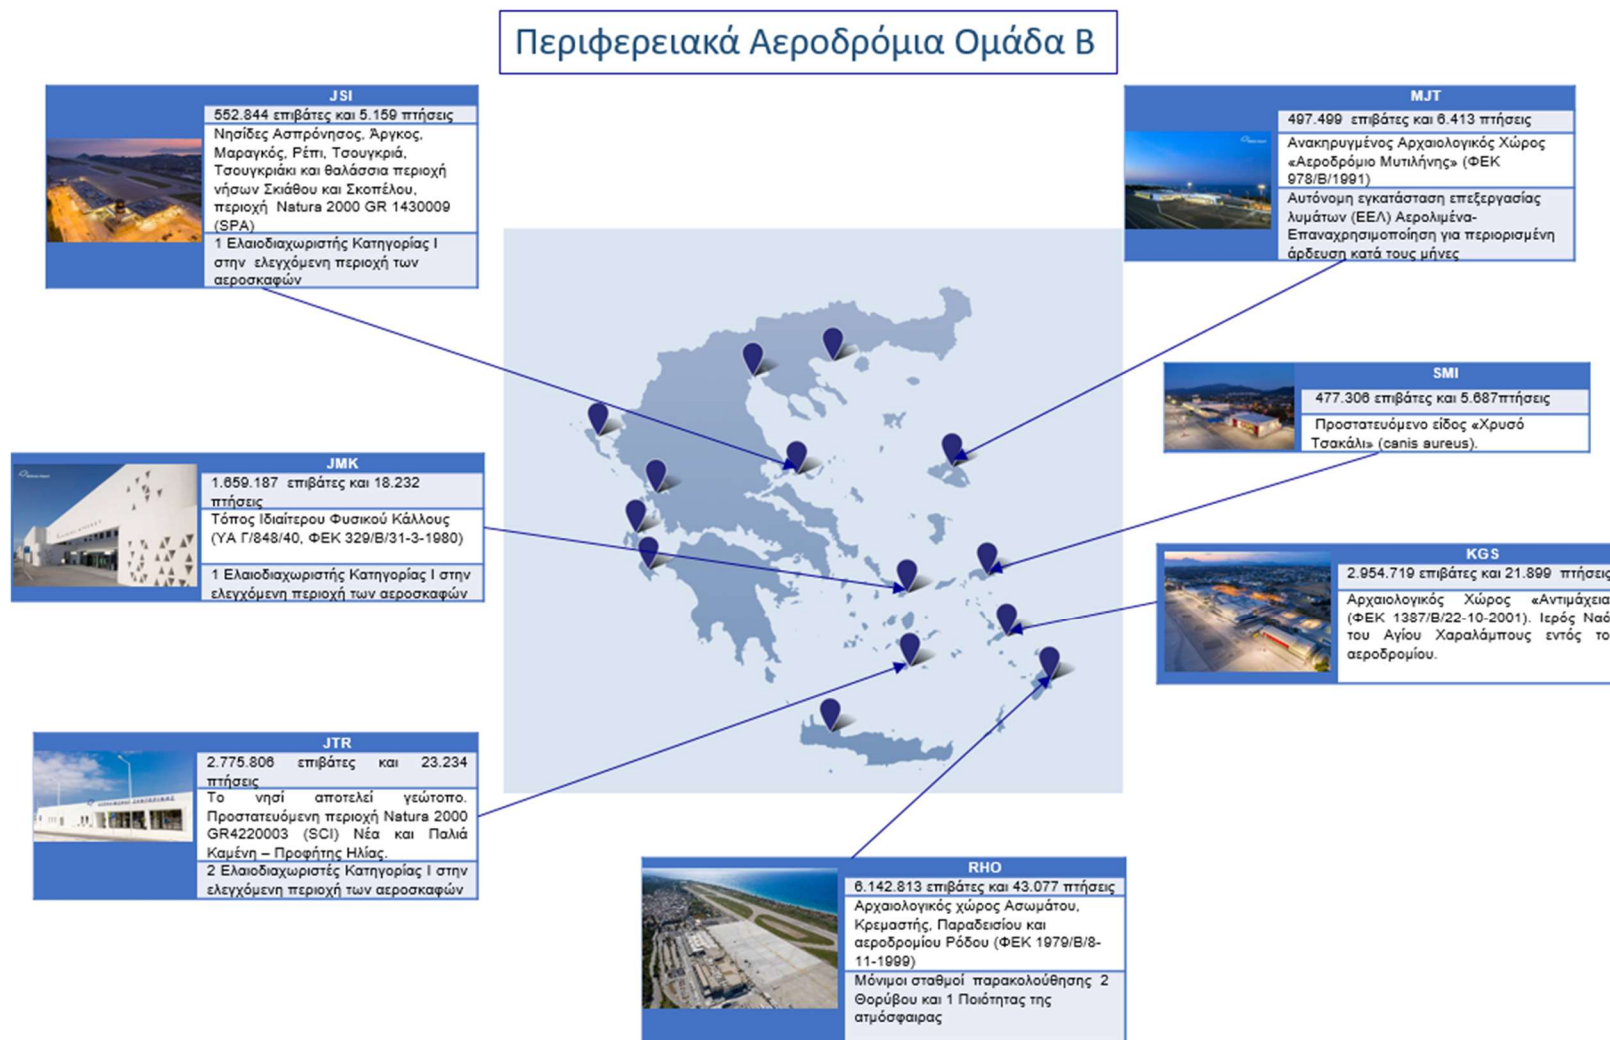 Περιφερειακά Αεροδρόμια Ομάδα Β
JSI
552.844 επιβάτες και 5.159 πτήσεις
Νησίδες Ασπρόνησος, Άργκος,
Μαραγκός, Ρέπι, Τσουγκριά,
Τσουγκριάκι και θαλάσσια περιοχή
νήσων Σκιάθου και Σκοπέλου,
περιοχή Natura 2000 GR 1430009
(SPA)
1 Ελαιοδιαχωριστής Κατηγορίας Ι
στην ελεγχόμενη περιοχή των
αεροσκαφών
MJT
497.499 επιβάτες και 6.413 πτήσεις
Ανακηρυγμένος Αρχαιολογικός Χώρος
«Αεροδρόμιο Μυτιλήνης» (ΦΕΚ
978/Β/1991)
Αυτόνομη εγκατάσταση επεξεργασίας
λυμάτων (ΕΕΛ) Αερολιμένα-
Επαναχρησιμοποίηση για περιορισμένη
άρδευση κατά τους μήνες
SMI
477.306 επιβάτες και 5.687πτήσεις
Προστατευόμενο είδος «Χρυσό
Τσακάλι» (canis aureus).
JMK
1.659.187 επιβάτες και 18.232
πτήσεις
Τόπος Ιδιαίτερου Φυσικού Κάλλους
(ΥΑ Γ/848/40, ΦΕΚ 329/Β/31-3-1980)
1 Ελαιοδιαχωριστής Κατηγορίας Ι στην
ελεγχόμενη περιοχή των αεροσκαφών
KGS
2.954.719 επιβάτες και 21.899 πτήσεις
Αρχαιολογικός Χώρος «Αντιμάχεια
(ΦΕΚ 1387/Β/22-10-2001). Ιερός Ναό
του Αγίου Χαραλάμπους εντός το
αεροδρομίου.
JTR
2.775.806 επιβάτες και 23.234
πτήσεις
Το νησί αποτελεί γεώτοπο.
Προστατευόμενη περιοχή Natura 2000
GR4220003 (SCI) Νέα και Παλιά
Καμένη – Προφήτης Ηλίας.
2 Ελαιοδιαχωριστές Κατηγορίας Ι στην
ελεγχόμενη περιοχή των αεροσκαφών
RHO
6.142.813 επιβάτες και 43.077 πτήσεις
Αρχαιολογικός χώρος Ασωμάτου,
Κρεμαστής, Παραδεισίου και
αεροδρομίου Ρόδου (ΦΕΚ 1979/Β/8-
11-1999)
Μόνιμοι σταθμοί παρακολούθησης 2
Θορύβου και 1 Ποιότητας της
ατμόσφαιρας